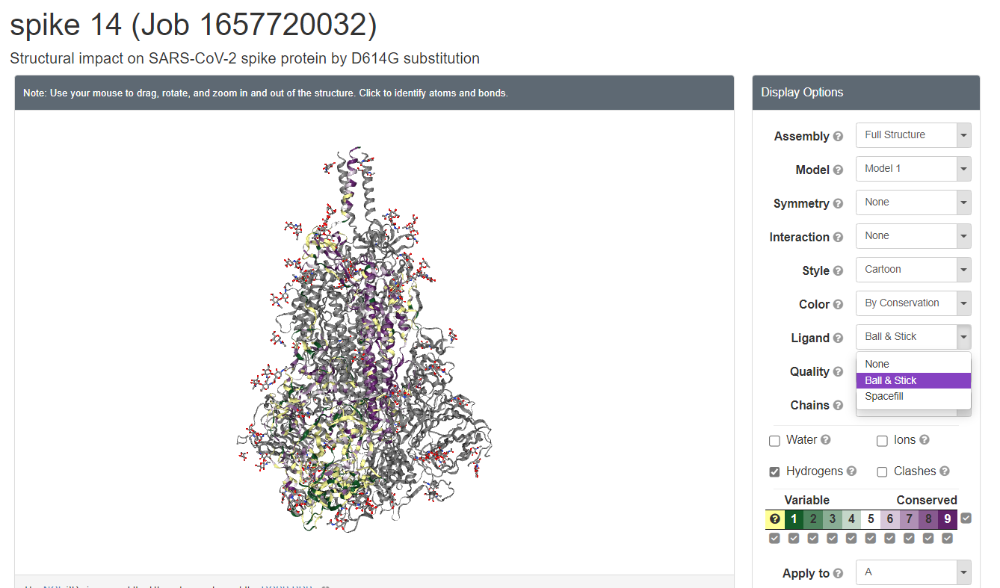 spike 14 (Job 1657720032)
Structural impact on SARS-CoV-2 spike protein by D614G substitution
Note: Use your mouse to drag, rotate, and zoom in and out of the structure. Click to identify atoms and bonds.
Display Options
Assembly ? Full Structure
Model ? Model 1
Symmetry ? None
Interaction ? None
Style ? Cartoon
Color ? By Conservation
Ligand ? Ball & Stick
None
Quality ?
Ball & Stick
Spacefill
Chains ?
Water ? Ions ?
Hydrogens ? Clashes ?
Variable Conserved
? 1 2 3 4 5 6 7 8 9
Apply to ? A